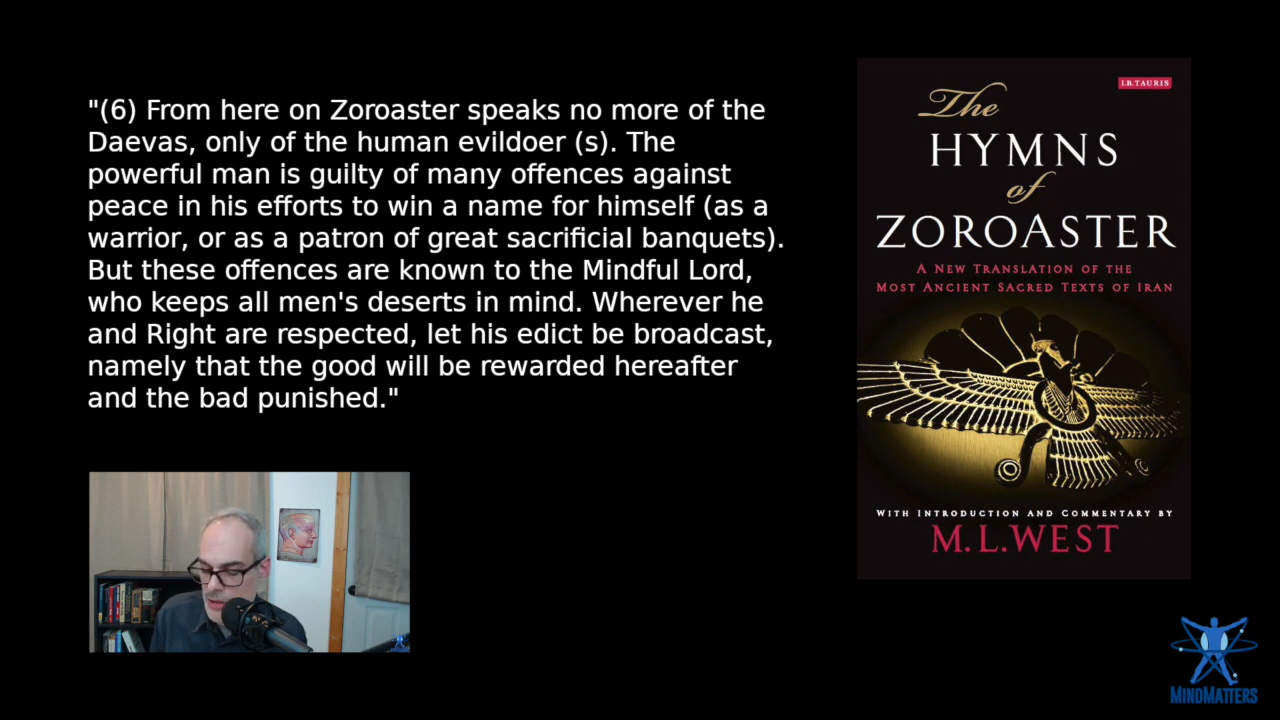 "(6) From here on Zoroaster speaks no more of the
Daevas, only of the human evildoer (s). The
powerful man is guilty of many offences against
peace in his efforts to win a name for himself (as a
warrior, or as a patron of great sacrificial banquets).
But these offences are known to the Mindful Lord,
who keeps all men's deserts in mind. Wherever he
and Right are respected, let his edict be broadcast,
namely that the good will be rewarded hereafter
and the bad punished."
I.B.TAURIS
The
HYMNS
of
ZOROASTER
A NEW TRANSLATION OF THE
MOST ANCIENT SACRED TEXTS OF IRAN
WITH INTRODUCTION AND COMMENTARY BY
M.L.WEST
MINDMATTERS